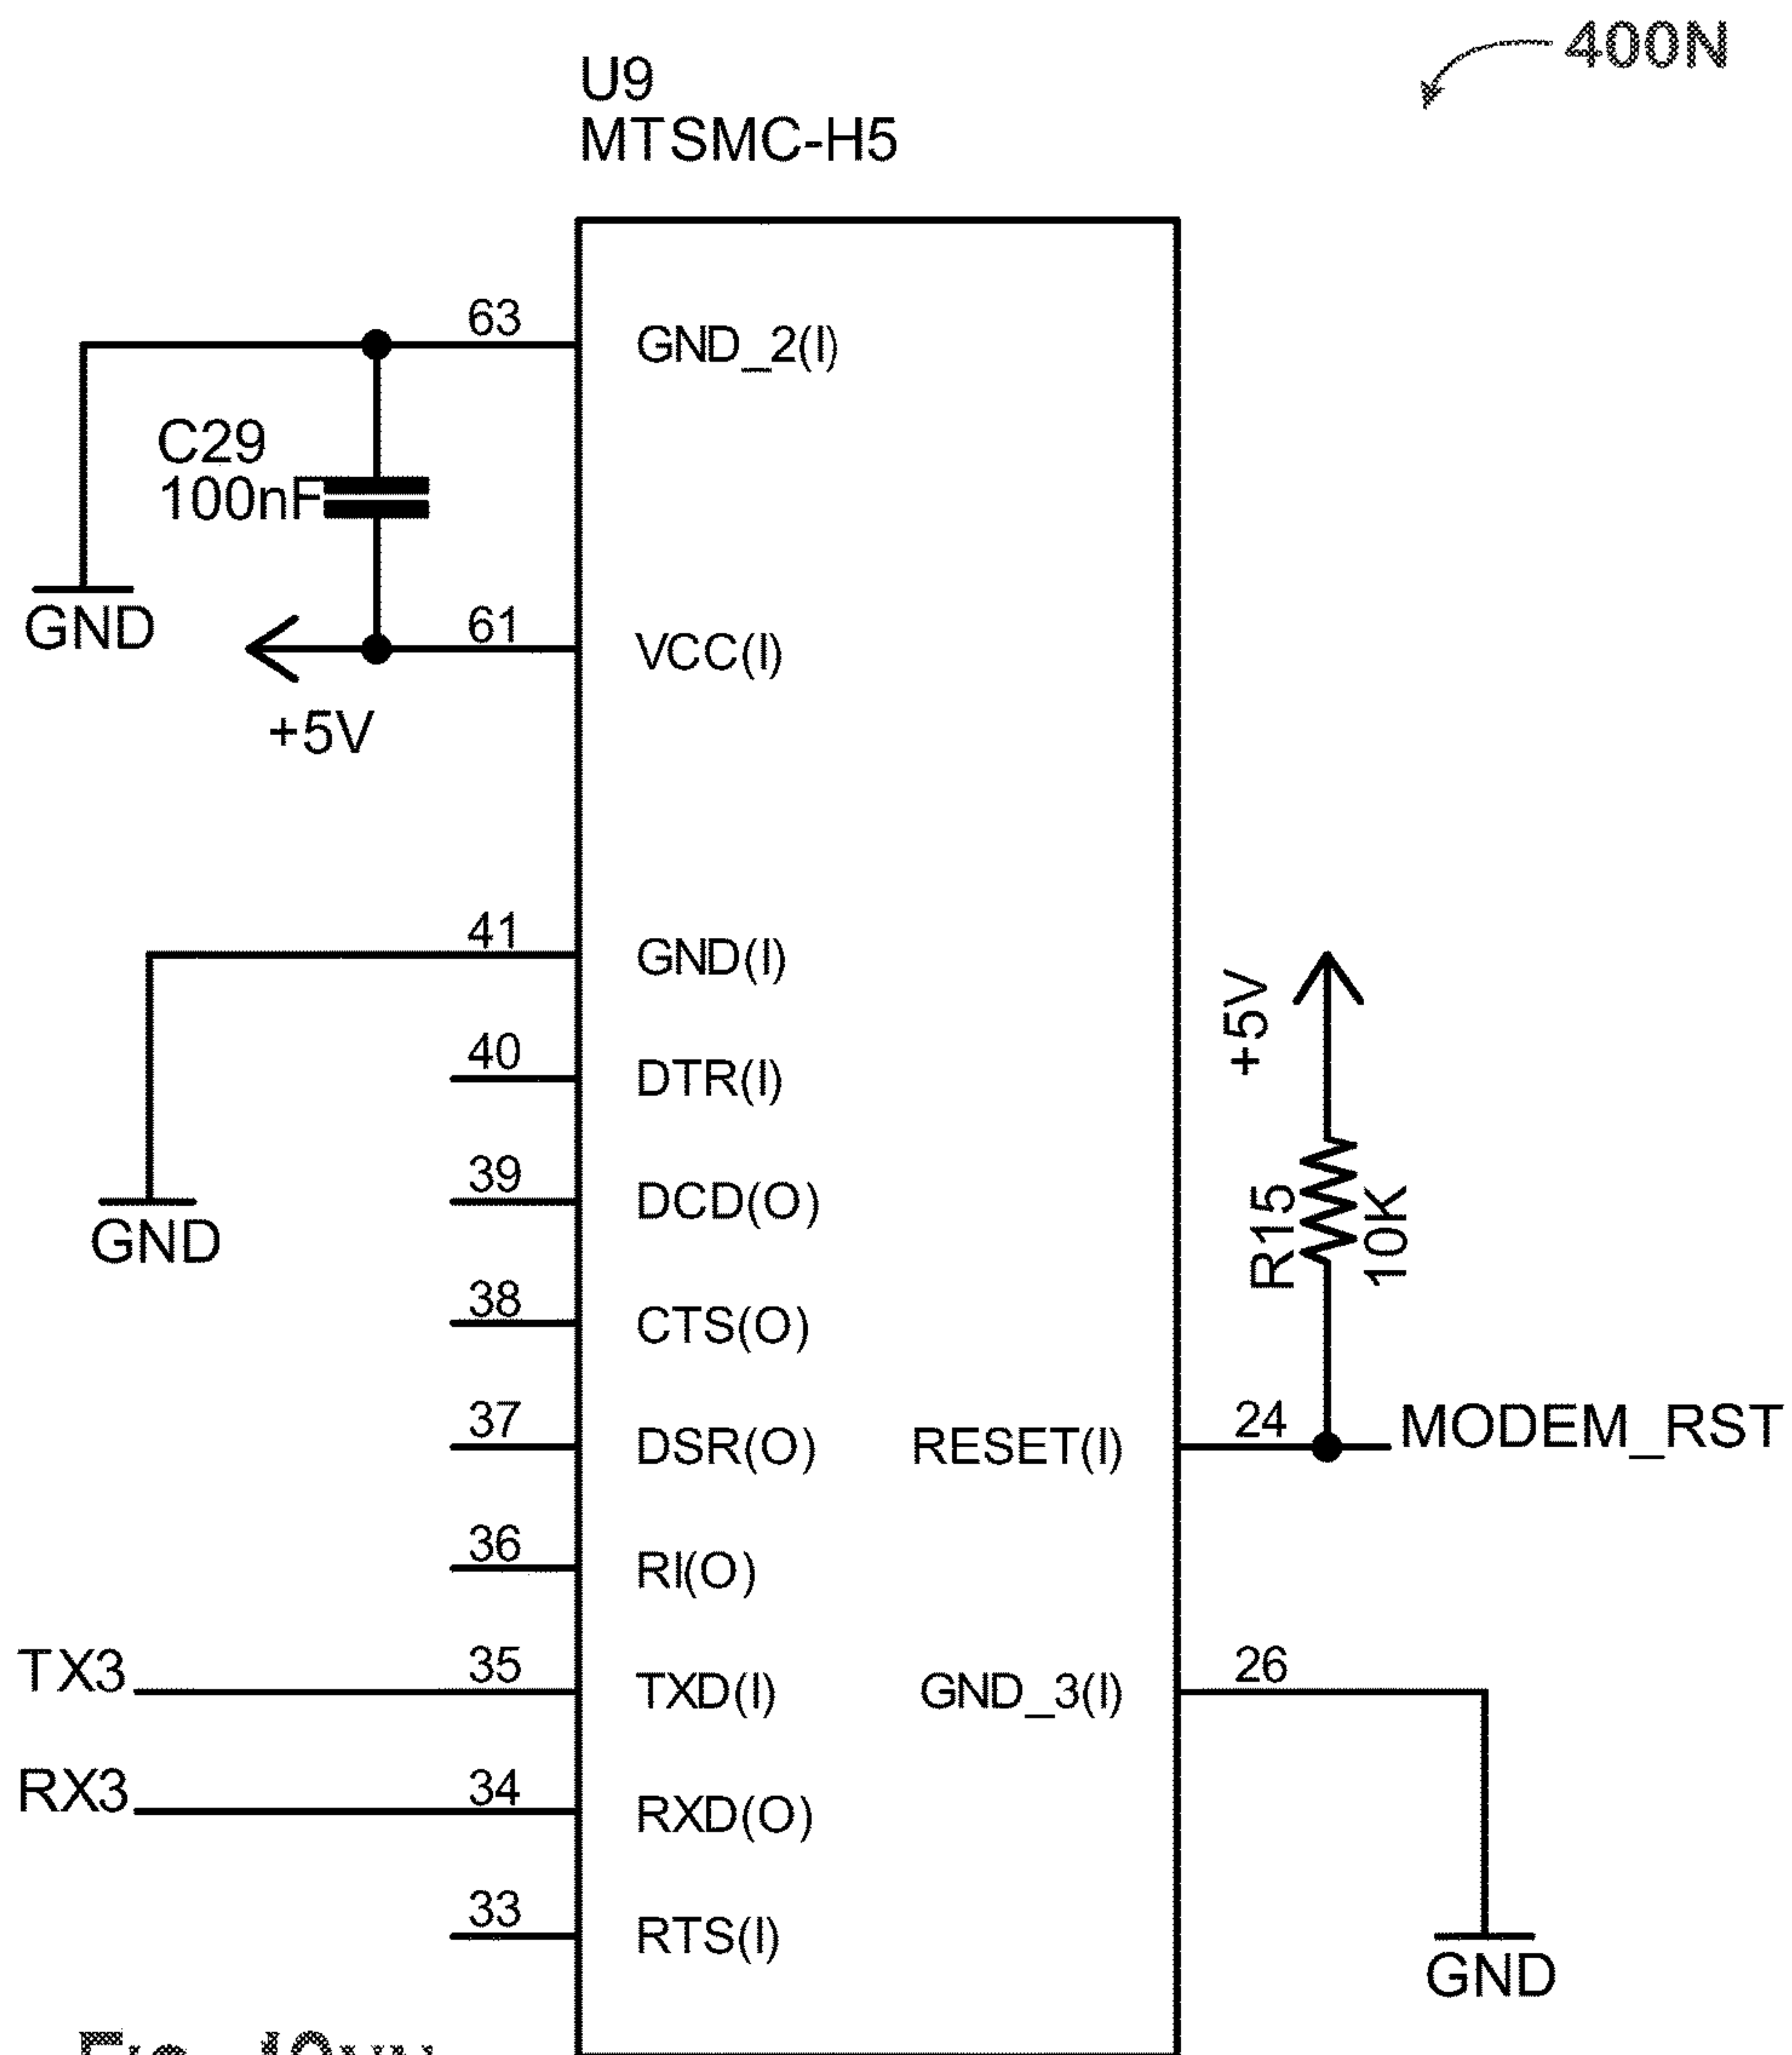 400N
U9
MTSMC-H5
63
GND_2(I)
C29
100nF
GND
61
VCC(I)
+5V
41
GND(I)
+5V
40
DTR(I)
39
DCD(O)
R15
10K
GND
38
CTS(O)
37
DSR(O)
RESET(I)
24
MODEM_RST
36
RI(O)
TX3
35
TXD(I)
GND_3(I)
26
RX3
34
RXD(O)
33
RTS(I)
GND